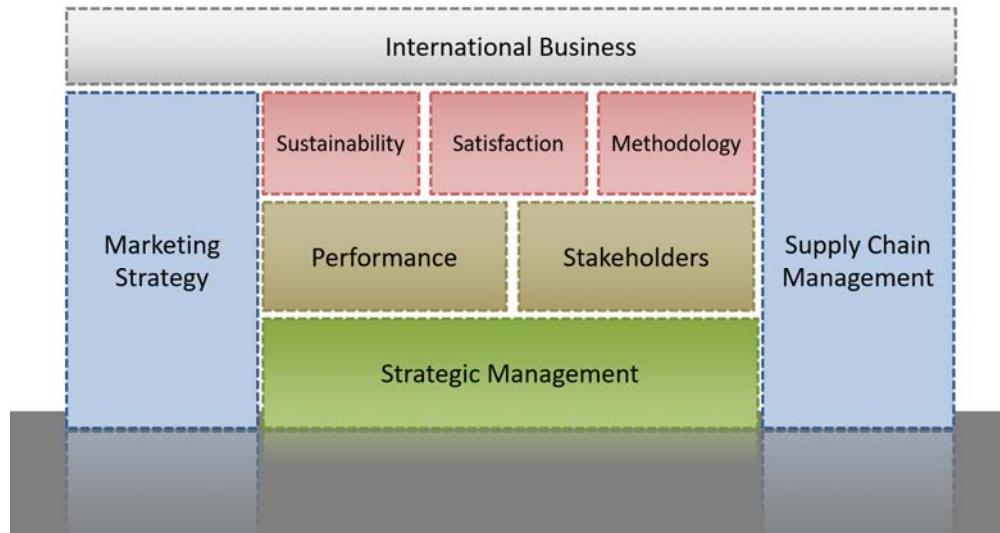 International Business
Sustainability
Satisfaction
Methodology
Marketing
Strategy
Performance
Stakeholders
Supply Chain
Management
Strategic Management